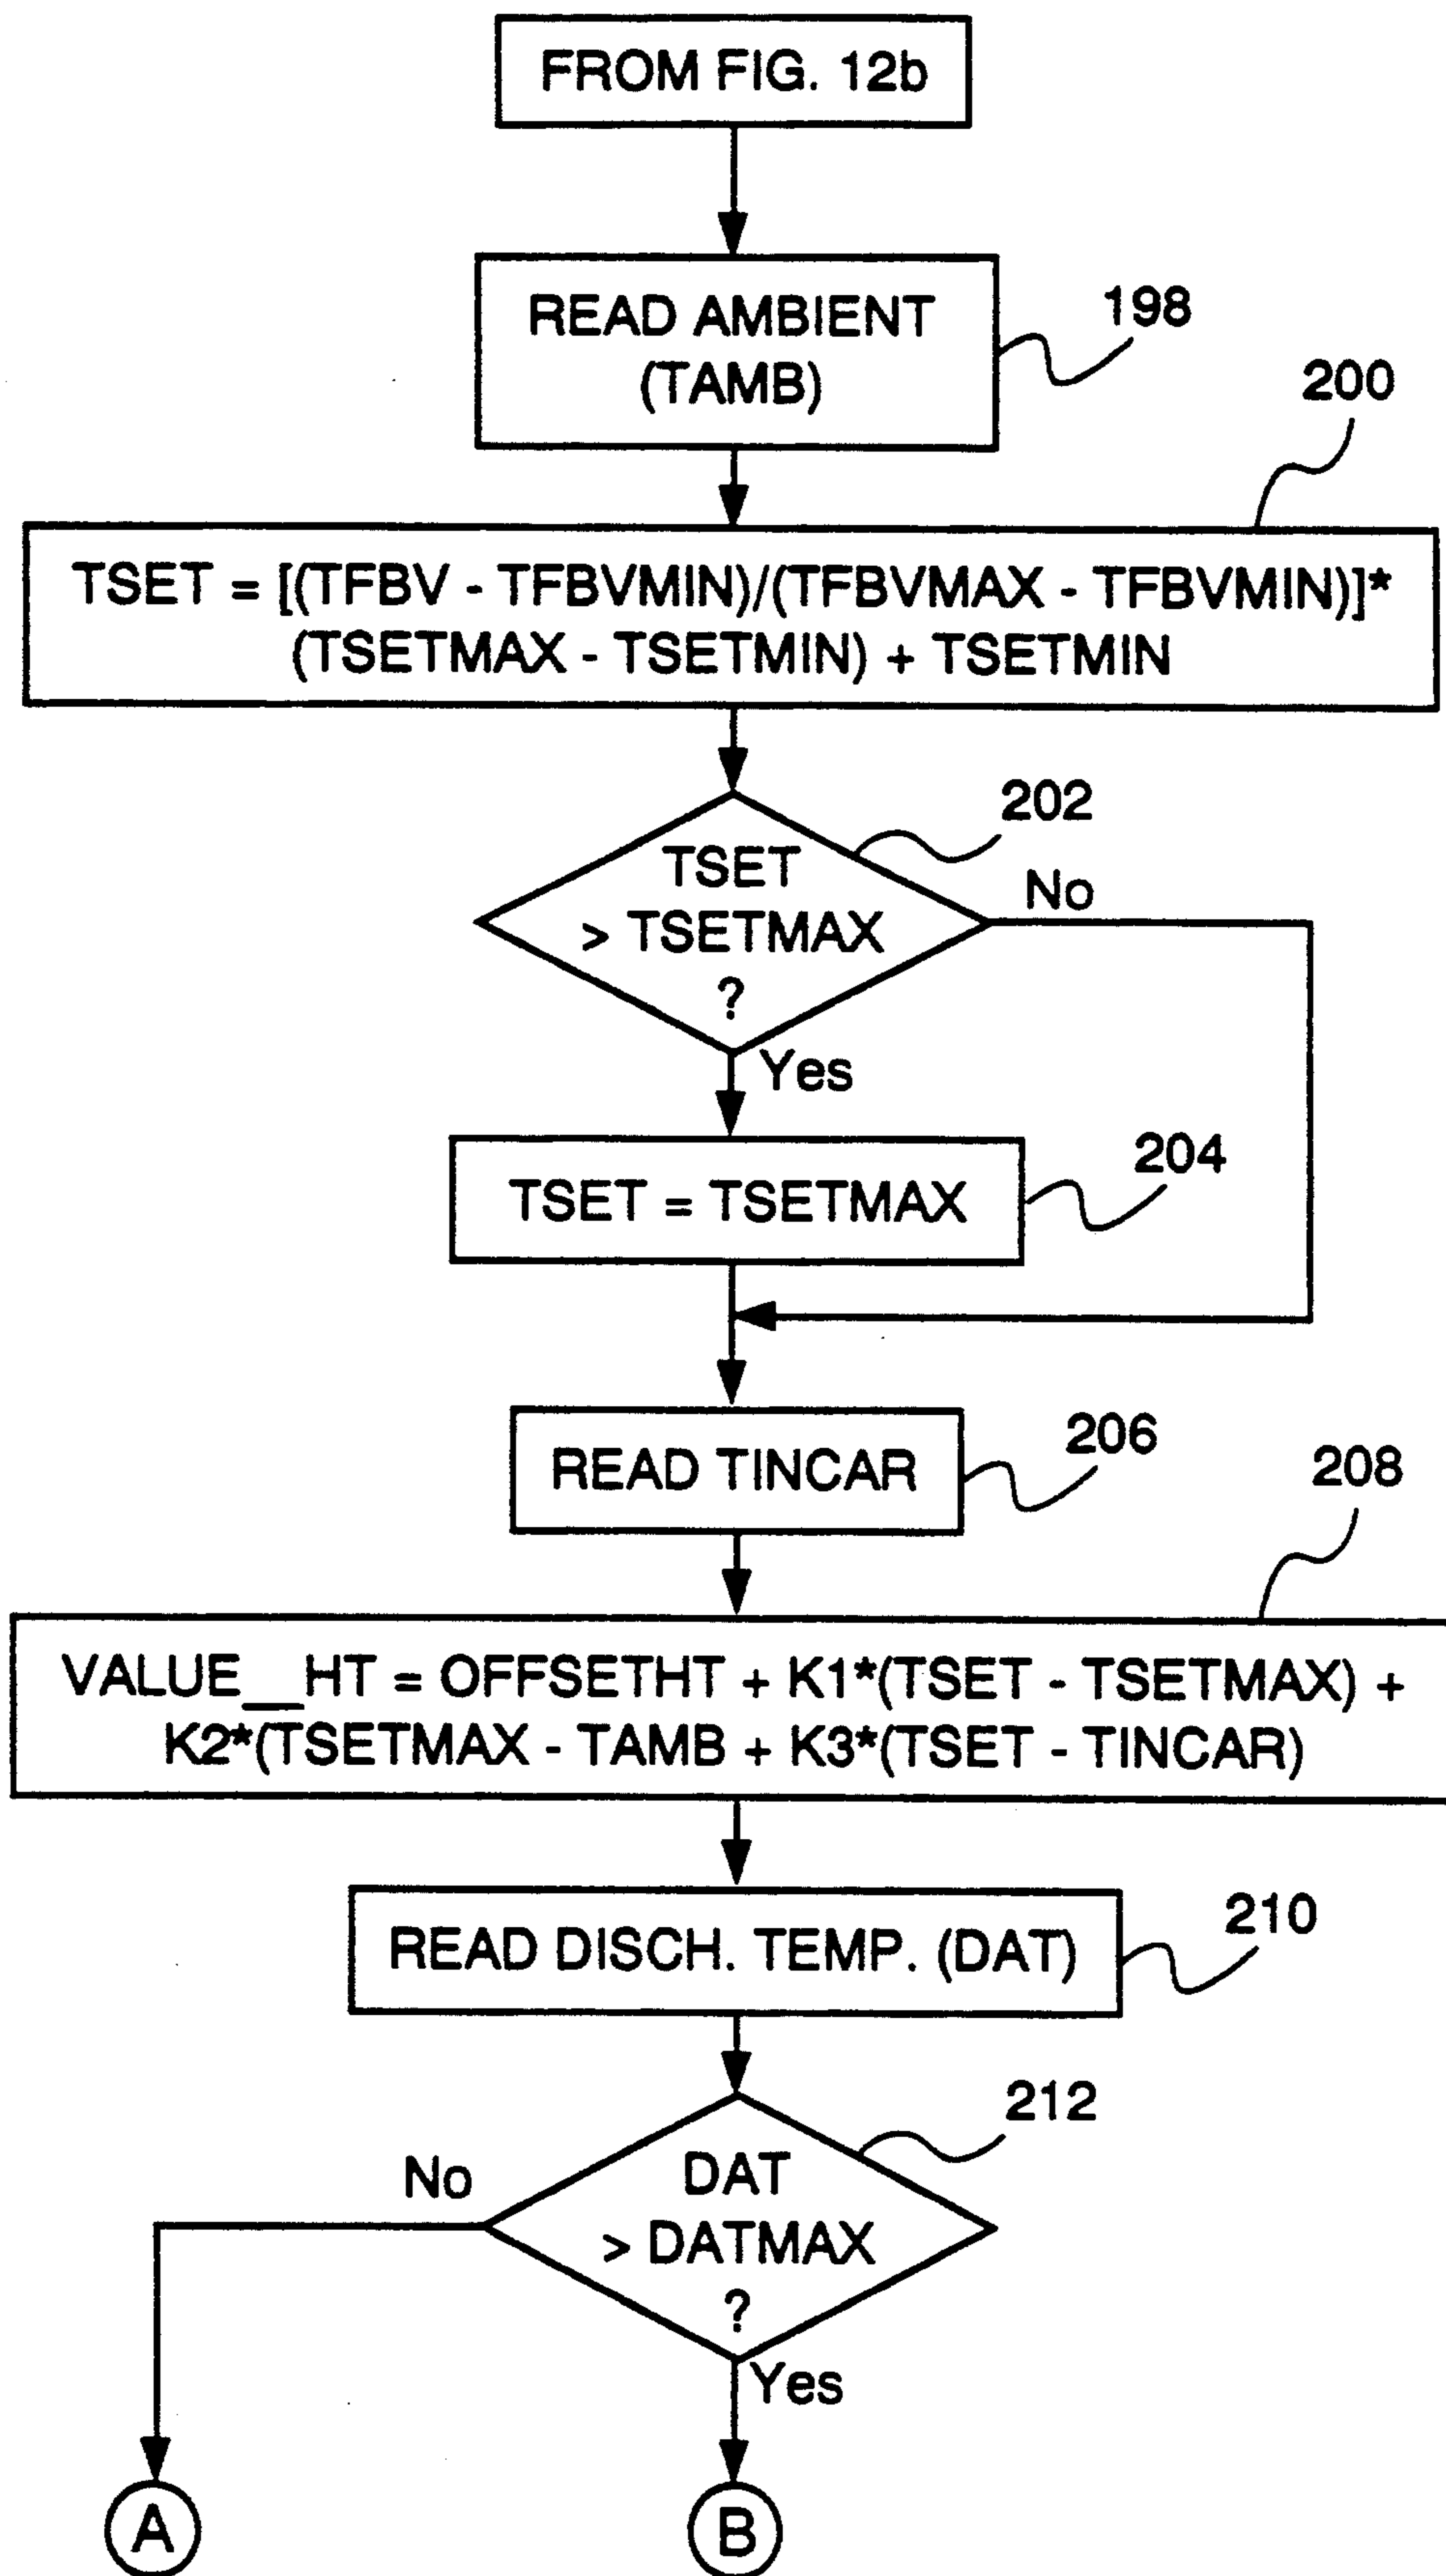 FROM FIG. 12b
READ AMBIENT
(TAMB)
198
200
TSET = [(TFBV - TFBVMIN)/(TFBVMAX - TFBVMIN)]*
(TSETMAX - TSETMIN) + TSETMIN
202
TSET
> TSETMAX
?
No
Yes
TSET = TSETMAX
204
READ TINCAR
206
208
VALUE__HT = OFFSETHT + K1*(TSET - TSETMAX) +
K2*(TSETMAX - TAMB + K3*(TSET - TINCAR)
READ DISCH. TEMP. (DAT)
210
212
DAT
> DATMAX
?
No
Yes
A
B